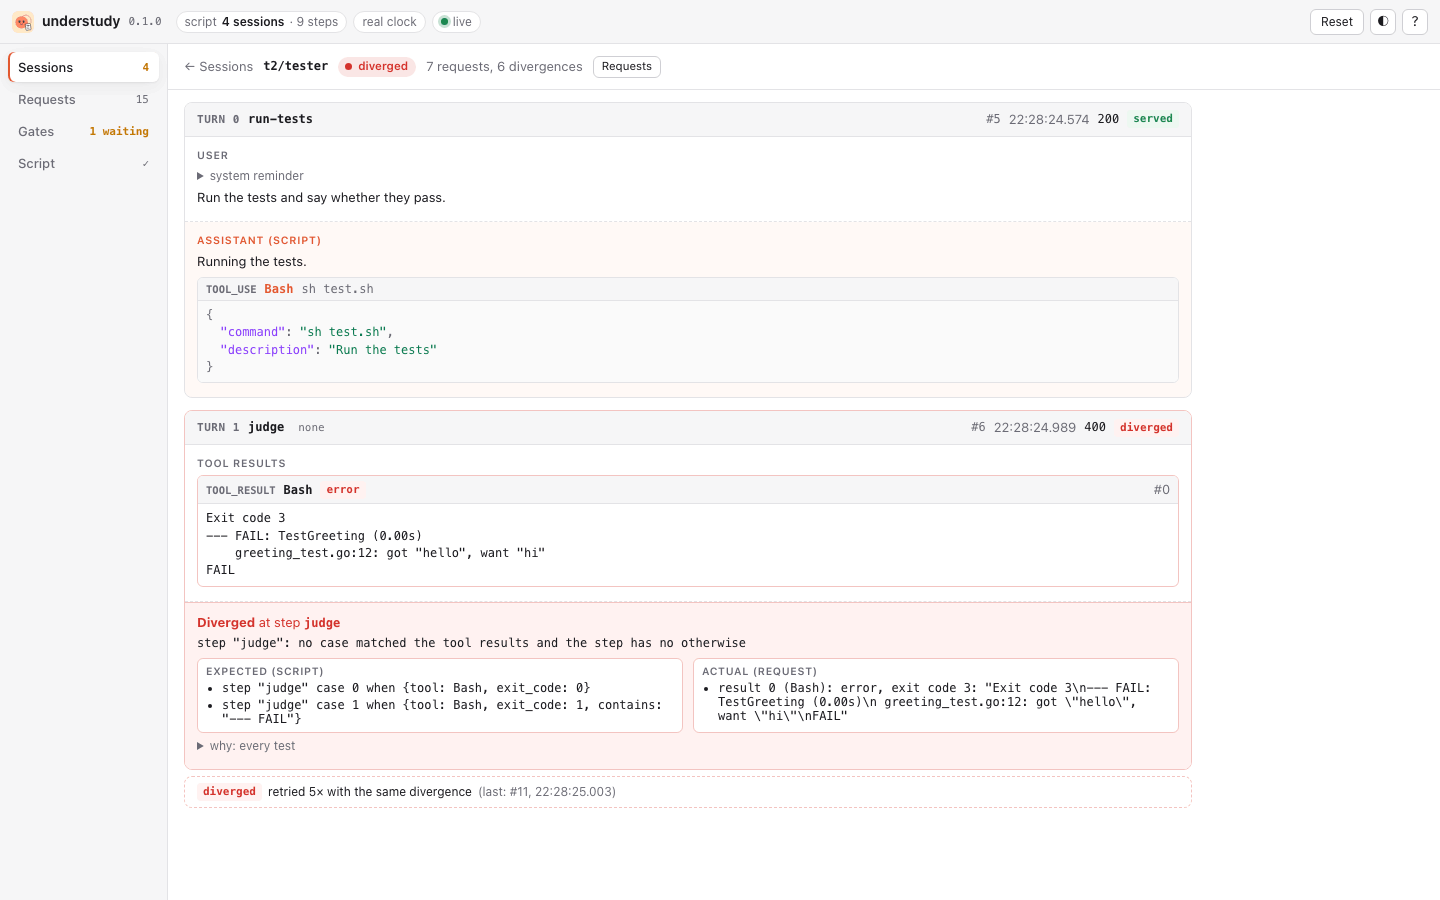 understudy 0.1.0
script 4 sessions · 9 steps
real clock
live
Reset
?
Sessions 4
Requests 15
Gates 1 waiting
Script ✓
← Sessions t2/tester diverged 7 requests, 6 divergences Requests
TURN 0 run-tests #5 22:28:24.574 200 served
USER
system reminder
Run the tests and say whether they pass.
ASSISTANT (SCRIPT)
Running the tests.
TOOL_USE Bash sh test.sh
{
"command": "sh test.sh",
"description": "Run the tests"
}
TURN 1 judge none #6 22:28:24.989 400 diverged
TOOL RESULTS
TOOL_RESULT Bash error #0
Exit code 3
--- FAIL: TestGreeting (0.00s)
greeting_test.go:12: got "hello", want "hi"
FAIL
Diverged at step judge
step "judge": no case matched the tool results and the step has no otherwise
EXPECTED (SCRIPT)
• step "judge" case 0 when {tool: Bash, exit_code: 0}
• step "judge" case 1 when {tool: Bash, exit_code: 1, contains:
"--- FAIL"}
ACTUAL (REQUEST)
• result 0 (Bash): error, exit code 3: "Exit code 3\n--- FAIL:
TestGreeting (0.00s)\n greeting_test.go:12: got \"hello\",
want \"hi\"\nFAIL"
why: every test
diverged retried 5× with the same divergence (last: #11, 22:28:25.003)